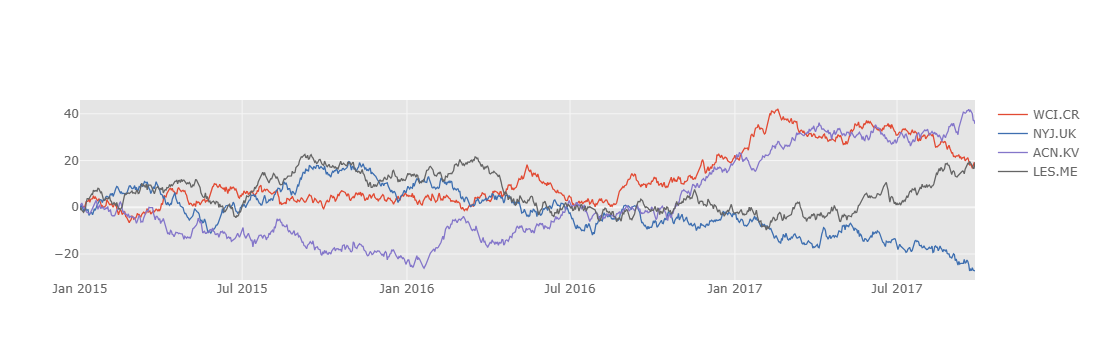 40
20
0
−20
Jan 2015
Jul 2015
Jan 2016
Jul 2016
Jan 2017
Jul 2017
WCI.CR
NYJ.UK
ACN.KV
LES.ME